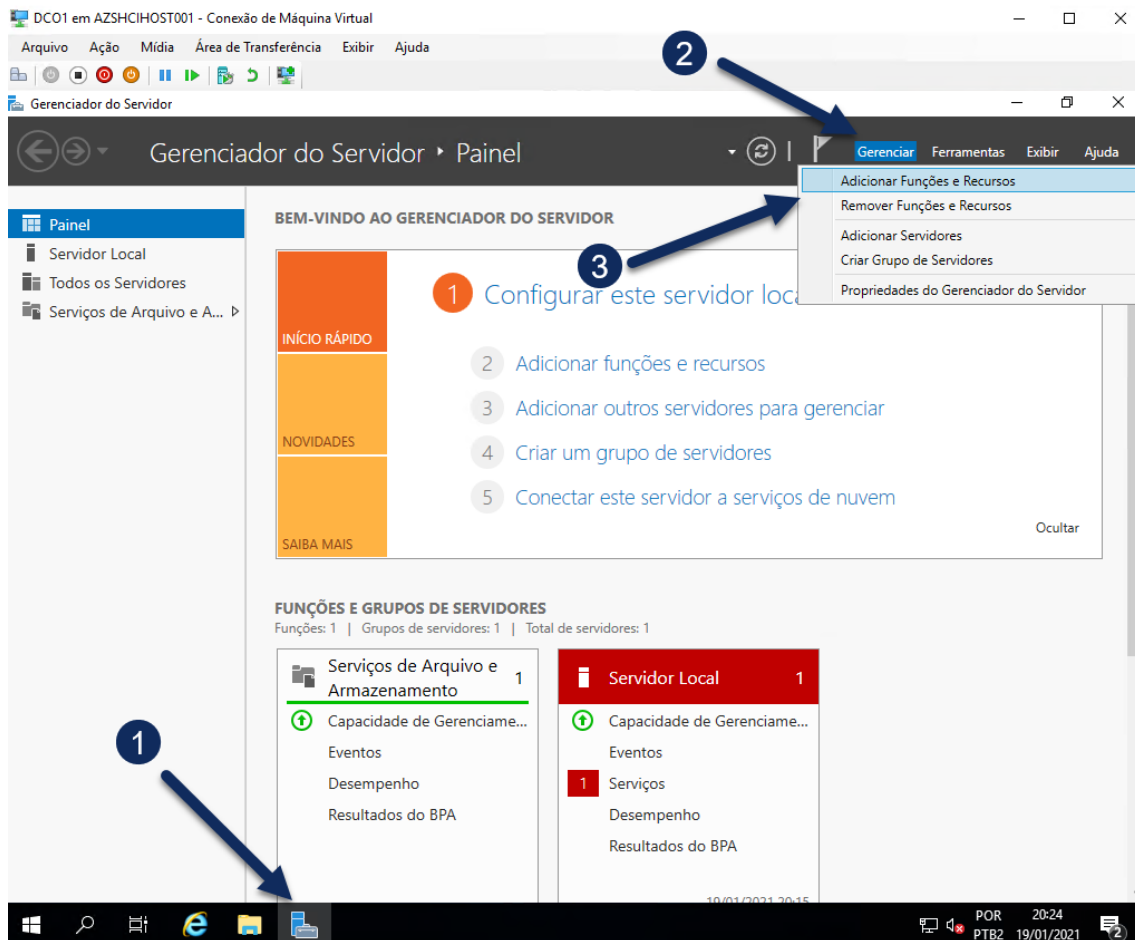 DCO1 em AZSHCIHOST001 - Conexão de Máquina Virtual
Arquivo Ação Mídia Área de Transferência Exibir Ajuda
2
Gerenciador do Servidor
Gerenciador do Servidor Painel
Gerenciar Ferramentas Exibir Ajuda
Adicionar Funções e Recursos
Remover Funções e Recursos
Adicionar Servidores
Criar Grupo de Servidores
Propriedades do Gerenciador do Servidor
3
Painel
Servidor Local
Todos os Servidores
Serviços de Arquivo e A...
BEM-VINDO AO GERENCIADOR DO SERVIDOR
INÍCIO RÁPIDO
NOVIDADES
SAIBA MAIS
1 Configurar este servidor loc
2 Adicionar funções e recursos
3 Adicionar outros servidores para gerenciar
4 Criar um grupo de servidores
5 Conectar este servidor a serviços de nuvem
Ocultar
FUNÇÕES E GRUPOS DE SERVIDORES
Funções: 1 | Grupos de servidores: 1 | Total de servidores: 1
Serviços de Arquivo e
Armazenamento
1
Capacidade de Gerenciame...
Eventos
Desempenho
Resultados do BPA
Servidor Local 1
Capacidade de Gerenciame...
Eventos
1 Serviços
Desempenho
Resultados do BPA
19/01/2021 20:15
1
POR
PTB2
20:24
19/01/2021
2